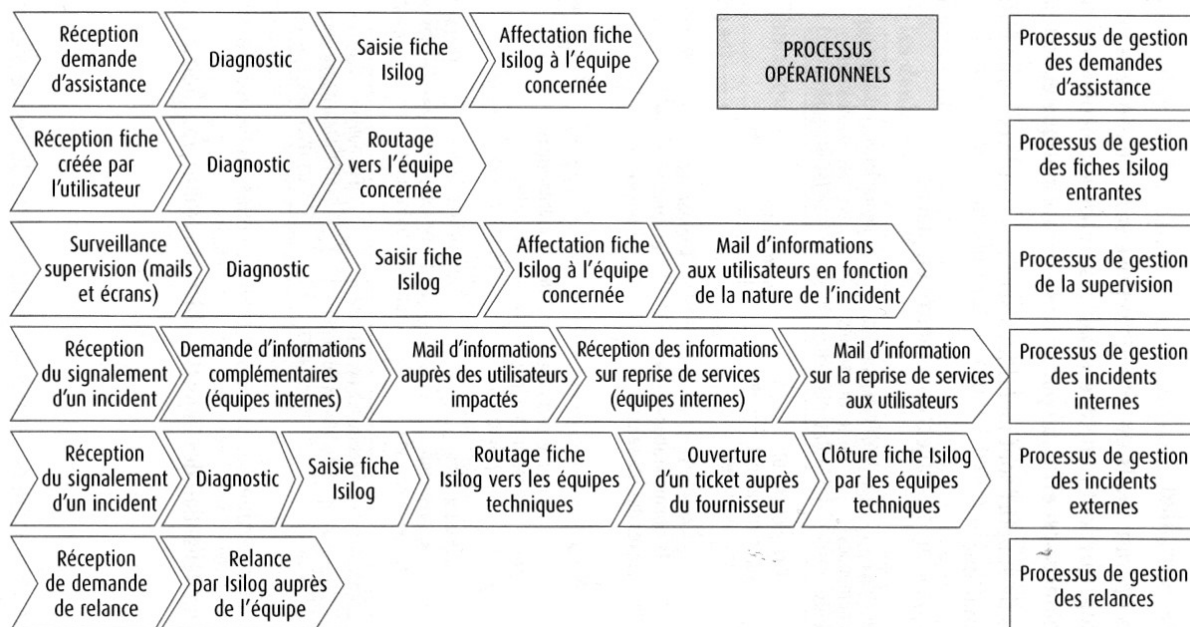 Réception
demande
d'assistance
Diagnostic
Saisie fiche
Isilog
Affectation fiche
Isilog à l'équipe
concernée
PROCESSUS
OPÉRATIONNELS
Processus de gestion
des demandes
d'assistance
Réception fiche
créée par
l'utilisateur
Diagnostic
Routage
vers l'équipe
concernée
Processus de gestion
des fiches Isilog
entrantes
Surveillance
supervision (mails
et écrans)
Diagnostic
Saisir fiche
Isilog
Affectation fiche
Isilog à l'équipe
concernée
Mail d'informations
aux utilisateurs en fonction
de la nature de l'incident
Processus de gestion
de la supervision
Réception
du signalement
d'un incident
Demande d'informations
complémentaires
(équipes internes)
Mail d'informations
auprès des utilisateurs
impactés
Réception des informations
sur reprise de services
(équipes internes)
Mail d'information
sur la reprise de services
aux utilisateurs
Processus de gestion
des incidents
internes
Réception
du signalement
d'un incident
Diagnostic
Saisie fiche
Isilog
Routage fiche
Isilog vers les équipes
techniques
Ouverture
d'un ticket auprès
du fournisseur
Clôture fiche Isilog
par les équipes
techniques
Processus de gestion
des incidents
externes
Réception
de demande
de relance
Relance
par Isilog auprès
de l'équipe
Processus de gestion
des relances